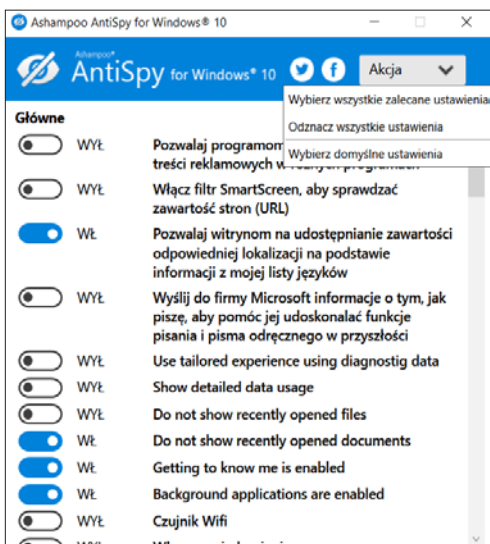 Ashampoo AntiSpy for Windows® 10
Ashampoo®
AntiSpy for Windows® 10
Akcja
Wybierz wszystkie zalecane ustawienia
Odznacz wszystkie ustawienia
Wybierz domyślne ustawienia
Główne
WYŁ Pozwalaj programom
treści reklamowych w różnych programach
WYŁ Włącz filtr SmartScreen, aby sprawdzać
zawartość stron (URL)
WŁ Pozwalaj witrynom na udostępnianie zawartości
odpowiedniej lokalizacji na podstawie
informacji z mojej listy języków
WYŁ Wyślij do firmy Microsoft informacje o tym, jak
piszę, aby pomóc jej udoskonalać funkcje
pisania i pisma odręcznego w przyszłości
WYŁ Use tailored experience using diagnostig data
WYŁ Show detailed data usage
WYŁ Do not show recently opened files
WŁ Do not show recently opened documents
WŁ Getting to know me is enabled
WŁ Background applications are enabled
WYŁ Czujnik Wifi